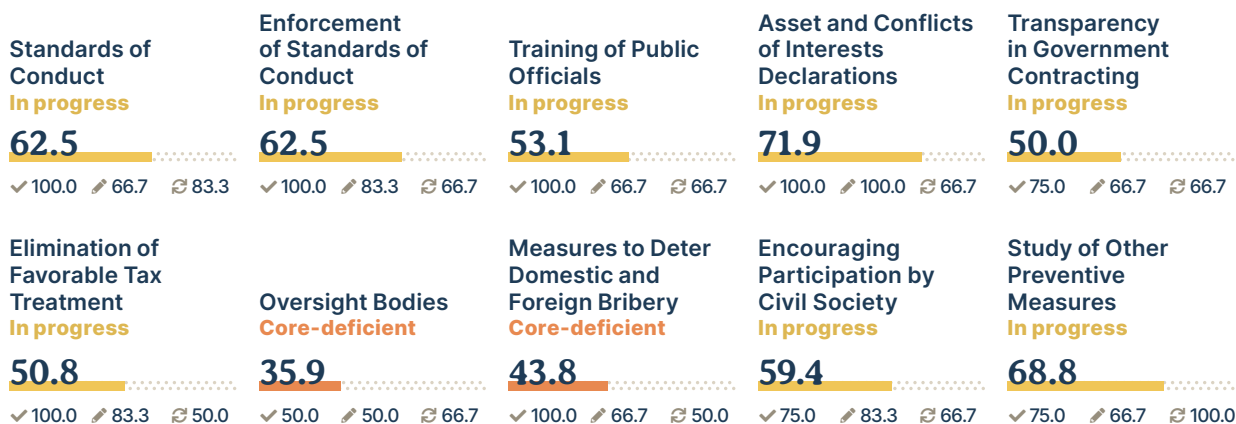 Standards of
Conduct
In progress
62.5
100.0 66.7 83.3
Enforcement
of Standards of
Conduct
In progress
62.5
100.0 83.3 66.7
Training of Public
Officials
In progress
53.1
100.0 66.7 66.7
Asset and Conflicts
of Interests
Declarations
In progress
71.9
100.0 100.0 66.7
Transparency
in Government
Contracting
In progress
50.0
75.0 66.7 66.7
Elimination of
Favorable Tax
Treatment
In progress
50.8
100.0 83.3 50.0
Oversight Bodies
Core-deficient
35.9
50.0 50.0 66.7
Measures to Deter
Domestic and
Foreign Bribery
Core-deficient
43.8
100.0 66.7 50.0
Encouraging
Participation by
Civil Society
In progress
59.4
75.0 83.3 66.7
Study of Other
Preventive
Measures
In progress
68.8
75.0 66.7 100.0